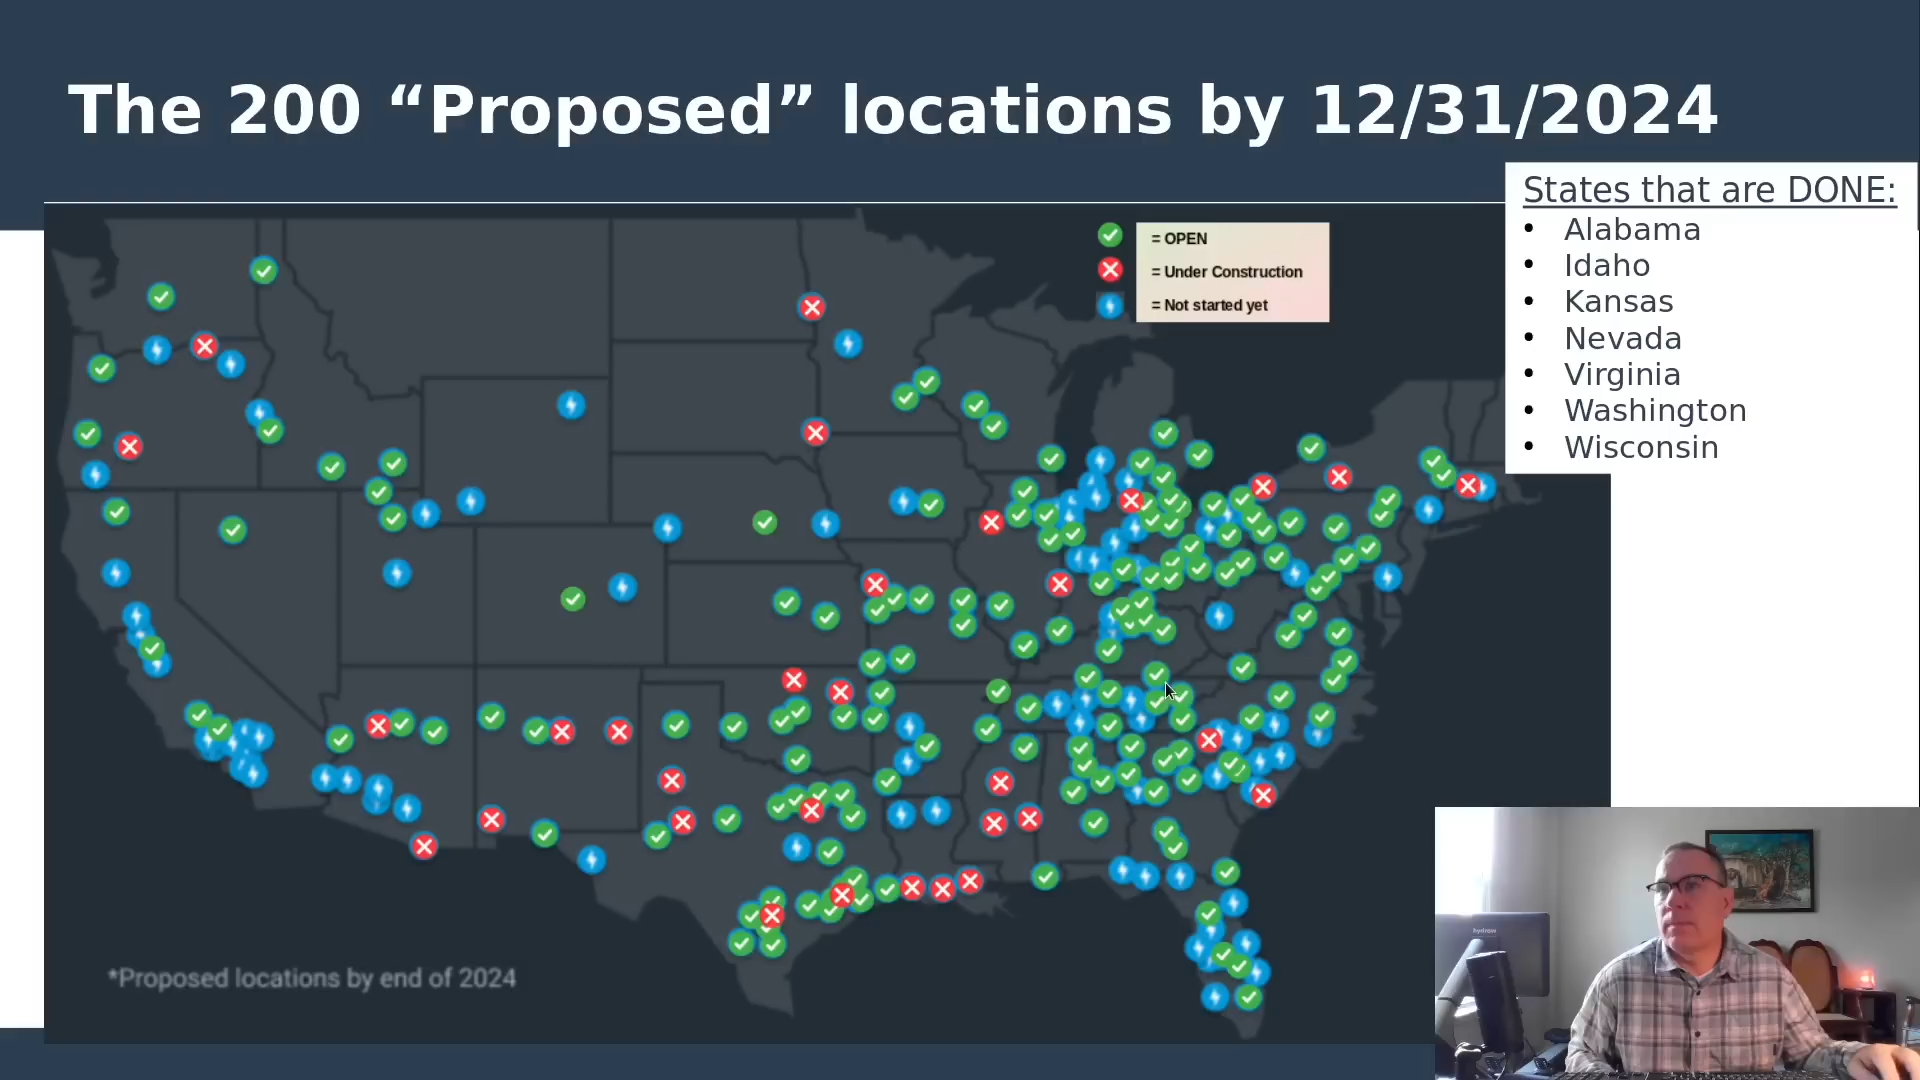 The 200 “Proposed” locations by 12/31/2024
States that are DONE:
• Alabama
• Idaho
• Kansas
• Nevada
• Virginia
• Washington
• Wisconsin
= OPEN
= Under Construction
= Not started yet
*Proposed locations by end of 2024
hydrow